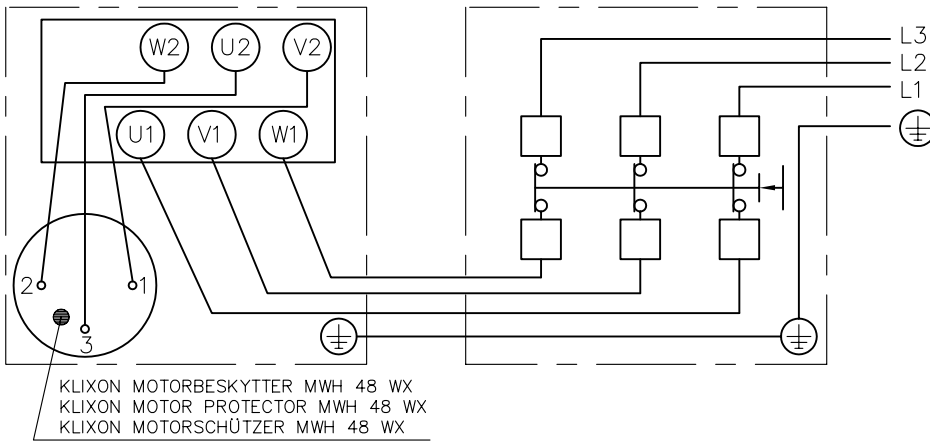 W2 U2 V2
L3
L2
L1
U1 V1 W1
2 1
3
KLIXON MOTORBESKYTTER MWH 48 WX
KLIXON MOTOR PROTECTOR MWH 48 WX
KLIXON MOTORSCHÜTZER MWH 48 WX